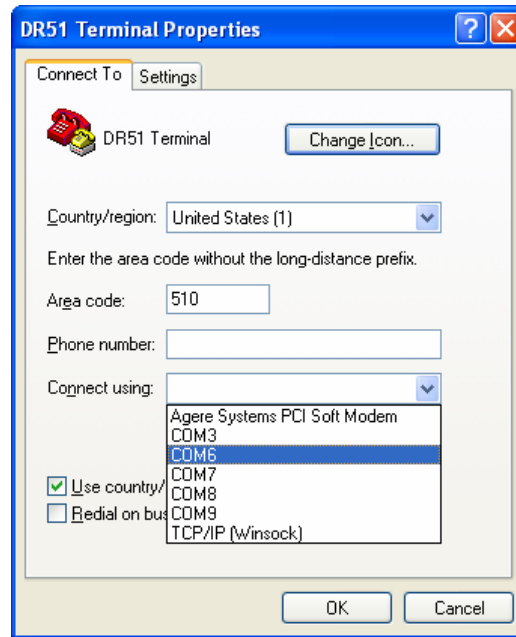 DR51 Terminal Properties
Connect To Settings
DR51 Terminal Change Icon...
Country/region: United States (1)
Enter the area code without the long-distance prefix.
Area code: 510
Phone number:
Connect using:
Agere Systems PCI Soft Modem
COM3
COM6
COM7
Use country/ COM8
Redial on bus COM9
TCP/IP (Winsock)
OK Cancel